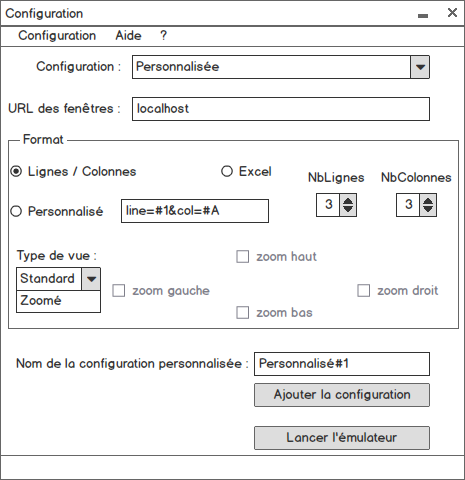 Configuration
Configuration Aide ?
Configuration : Personnalisée
URL des fenêtres : localhost
Format
Lignes / Colonnes Excel
NbLignes NbColonnes
3 3
Personnalisé line=#1&col=#A
Type de vue :
Standard
Zoomé
zoom haut
zoom gauche zoom droit
zoom bas
Nom de la configuration personnalisée : Personnalisé#1
Ajouter la configuration
Lancer l'émulateur